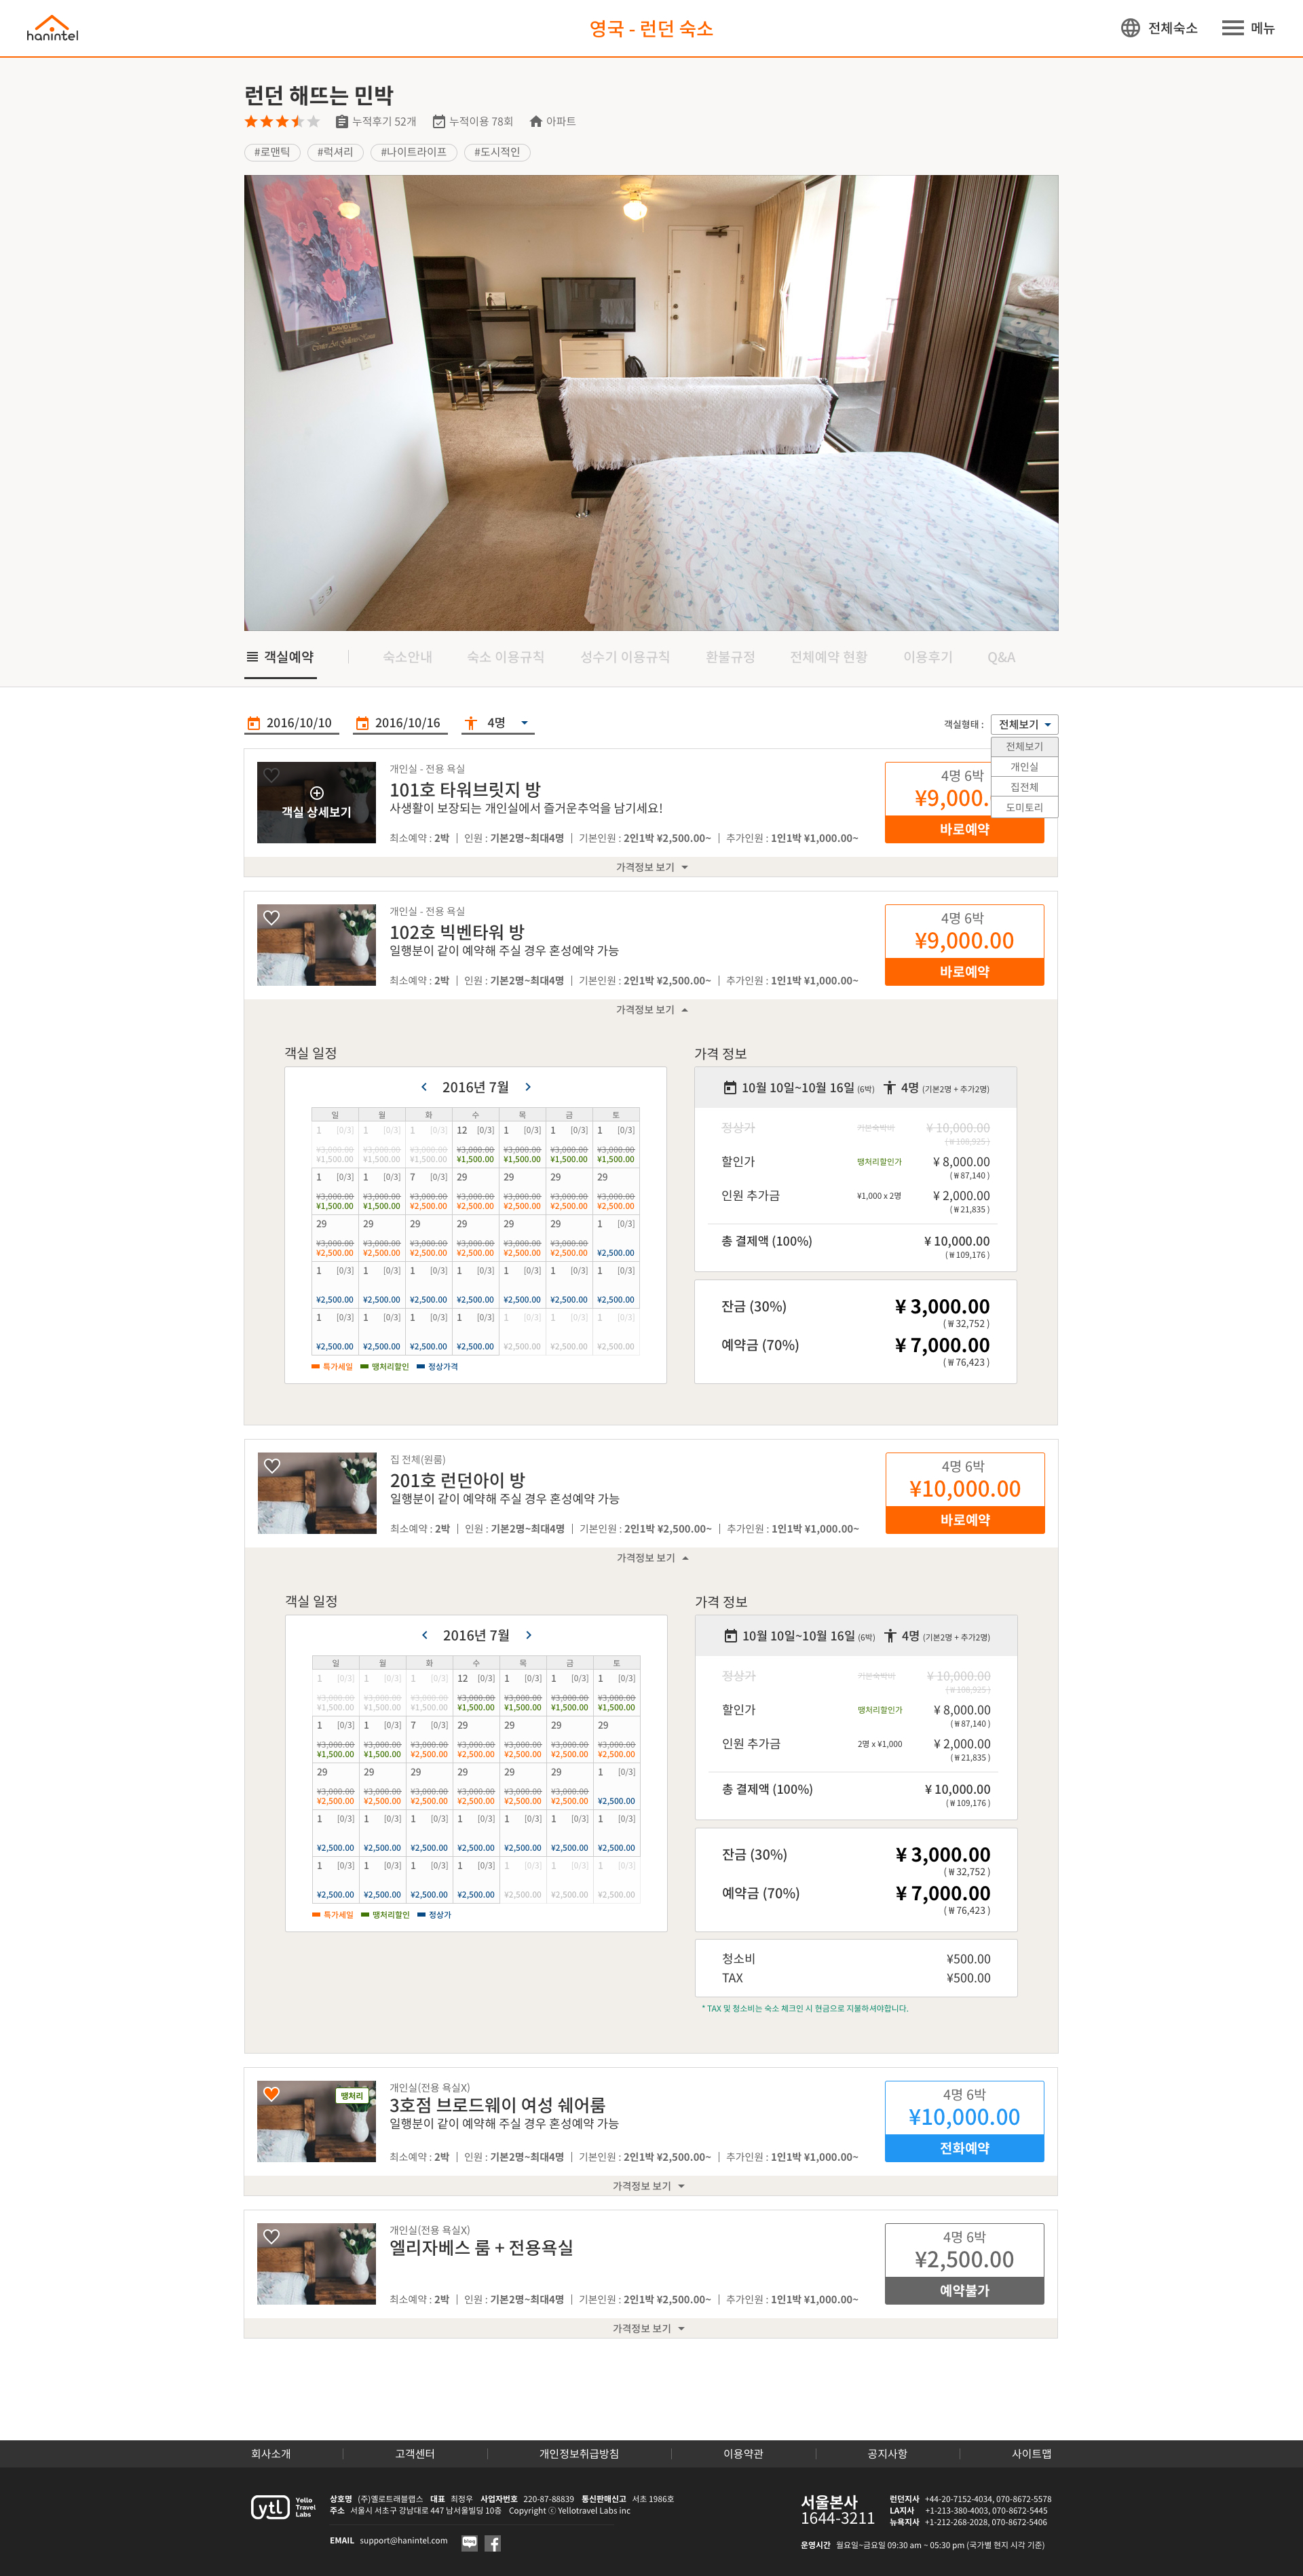 hanintel
영국 - 런던 숙소
전체숙소 메뉴
런던 해뜨는 민박
누적후기 52개 누적이용 78회 아파트
#로맨틱 #럭셔리 #나이트라이프 #도시적인
객실예약 숙소안내 숙소 이용규칙 성수기 이용규칙 환불규정 전체예약 현황 이용후기 Q&A
2016/10/10 2016/10/16 4명 객실형태 : 전체보기
전체보기
개인실
집전체
도미토리
객실 상세보기
개인실 - 전용 욕실
101호 타워브릿지 방
사생활이 보장되는 개인실에서 즐거운추억을 남기세요!
최소예약 : 2박 | 인원 : 기본2명~최대4명 | 기본인원 : 2인1박 ¥2,500.00~ | 추가인원 : 1인1박 ¥1,000.00~
4명 6박
¥9,000.
바로예약
가격정보 보기
개인실 - 전용 욕실
102호 빅벤타워 방
일행분이 같이 예약해 주실 경우 혼성예약 가능
최소예약 : 2박 | 인원 : 기본2명~최대4명 | 기본인원 : 2인1박 ¥2,500.00~ | 추가인원 : 1인1박 ¥1,000.00~
4명 6박
¥9,000.00
바로예약
가격정보 보기
객실 일정
2016년 7월
일 월 화 수 목 금 토
1 [0/3] 1 [0/3] 1 [0/3] 12 [0/3] 1 [0/3] 1 [0/3] 1 [0/3]
¥3,000.00 ¥3,000.00 ¥3,000.00 ¥3,000.00 ¥3,000.00 ¥3,000.00 ¥3,000.00
¥1,500.00 ¥1,500.00 ¥1,500.00 ¥1,500.00 ¥1,500.00 ¥1,500.00 ¥1,500.00
1 [0/3] 1 [0/3] 7 [0/3] 29 29 29 29
¥3,000.00 ¥3,000.00 ¥3,000.00 ¥3,000.00 ¥3,000.00 ¥3,000.00 ¥3,000.00
¥1,500.00 ¥1,500.00 ¥2,500.00 ¥2,500.00 ¥2,500.00 ¥2,500.00 ¥2,500.00
29 29 29 29 29 29 1 [0/3]
¥3,000.00 ¥3,000.00 ¥3,000.00 ¥3,000.00 ¥3,000.00 ¥3,000.00
¥2,500.00 ¥2,500.00 ¥2,500.00 ¥2,500.00 ¥2,500.00 ¥2,500.00 ¥2,500.00
1 [0/3] 1 [0/3] 1 [0/3] 1 [0/3] 1 [0/3] 1 [0/3] 1 [0/3]
¥2,500.00 ¥2,500.00 ¥2,500.00 ¥2,500.00 ¥2,500.00 ¥2,500.00 ¥2,500.00
1 [0/3] 1 [0/3] 1 [0/3] 1 [0/3] 1 [0/3] 1 [0/3] 1 [0/3]
¥2,500.00 ¥2,500.00 ¥2,500.00 ¥2,500.00 ¥2,500.00 ¥2,500.00 ¥2,500.00
특가세일 땡처리할인 정상가격
가격 정보
10월 10일~10월 16일 (6박) 4명 (기본2명 + 추가2명)
정상가 기본숙박비 ¥ 10,000.00
( ₩ 108,925 )
할인가 땡처리할인가 ¥ 8,000.00
( ₩ 87,140 )
인원 추가금 ¥1,000 x 2명 ¥ 2,000.00
( ₩ 21,835 )
총 결제액 (100%) ¥ 10,000.00
( ₩ 109,176 )
잔금 (30%) ¥ 3,000.00
( ₩ 32,752 )
예약금 (70%) ¥ 7,000.00
( ₩ 76,423 )
집 전체(원룸)
201호 런던아이 방
일행분이 같이 예약해 주실 경우 혼성예약 가능
최소예약 : 2박 | 인원 : 기본2명~최대4명 | 기본인원 : 2인1박 ¥2,500.00~ | 추가인원 : 1인1박 ¥1,000.00~
4명 6박
¥10,000.00
바로예약
가격정보 보기
객실 일정
2016년 7월
일 월 화 수 목 금 토
1 [0/3] 1 [0/3] 1 [0/3] 12 [0/3] 1 [0/3] 1 [0/3] 1 [0/3]
¥3,000.00 ¥3,000.00 ¥3,000.00 ¥3,000.00 ¥3,000.00 ¥3,000.00 ¥3,000.00
¥1,500.00 ¥1,500.00 ¥1,500.00 ¥1,500.00 ¥1,500.00 ¥1,500.00 ¥1,500.00
1 [0/3] 1 [0/3] 7 [0/3] 29 29 29 29
¥3,000.00 ¥3,000.00 ¥3,000.00 ¥3,000.00 ¥3,000.00 ¥3,000.00 ¥3,000.00
¥1,500.00 ¥1,500.00 ¥2,500.00 ¥2,500.00 ¥2,500.00 ¥2,500.00 ¥2,500.00
29 29 29 29 29 29 1 [0/3]
¥3,000.00 ¥3,000.00 ¥3,000.00 ¥3,000.00 ¥3,000.00 ¥3,000.00
¥2,500.00 ¥2,500.00 ¥2,500.00 ¥2,500.00 ¥2,500.00 ¥2,500.00 ¥2,500.00
1 [0/3] 1 [0/3] 1 [0/3] 1 [0/3] 1 [0/3] 1 [0/3] 1 [0/3]
¥2,500.00 ¥2,500.00 ¥2,500.00 ¥2,500.00 ¥2,500.00 ¥2,500.00 ¥2,500.00
1 [0/3] 1 [0/3] 1 [0/3] 1 [0/3] 1 [0/3] 1 [0/3] 1 [0/3]
¥2,500.00 ¥2,500.00 ¥2,500.00 ¥2,500.00 ¥2,500.00 ¥2,500.00 ¥2,500.00
특가세일 땡처리할인 정상가
가격 정보
10월 10일~10월 16일 (6박) 4명 (기본2명 + 추가2명)
정상가 기본숙박비 ¥ 10,000.00
( ₩ 108,925 )
할인가 땡처리할인가 ¥ 8,000.00
( ₩ 87,140 )
인원 추가금 2명 x ¥1,000 ¥ 2,000.00
( ₩ 21,835 )
총 결제액 (100%) ¥ 10,000.00
( ₩ 109,176 )
잔금 (30%) ¥ 3,000.00
( ₩ 32,752 )
예약금 (70%) ¥ 7,000.00
( ₩ 76,423 )
청소비 ¥500.00
TAX ¥500.00
* TAX 및 청소비는 숙소 체크인 시 현금으로 지불하셔야합니다.
땡처리
개인실(전용 욕실X)
3호점 브로드웨이 여성 쉐어룸
일행분이 같이 예약해 주실 경우 혼성예약 가능
최소예약 : 2박 | 인원 : 기본2명~최대4명 | 기본인원 : 2인1박 ¥2,500.00~ | 추가인원 : 1인1박 ¥1,000.00~
4명 6박
¥10,000.00
전화예약
가격정보 보기
개인실(전용 욕실X)
엘리자베스 룸 + 전용욕실
최소예약 : 2박 | 인원 : 기본2명~최대4명 | 기본인원 : 2인1박 ¥2,500.00~ | 추가인원 : 1인1박 ¥1,000.00~
4명 6박
¥2,500.00
예약불가
가격정보 보기
회사소개 고객센터 개인정보취급방침 이용약관 공지사항 사이트맵
ytl Yello Travel Labs
상호명 (주)옐로트래블랩스 대표 최정우 사업자번호 220-87-88839 통신판매신고 서초 1986호
주소 서울시 서초구 강남대로 447 남서울빌딩 10층 Copyright ⓒ Yellotravel Labs inc
EMAIL support@hanintel.com blog f
서울본사
1644-3211
런던지사 +44-20-7152-4034, 070-8672-5578
LA지사 +1-213-380-4003, 070-8672-5445
뉴욕지사 +1-212-268-2028, 070-8672-5406
운영시간 월요일~금요일 09:30 am ~ 05:30 pm (국가별 현지 시각 기준)